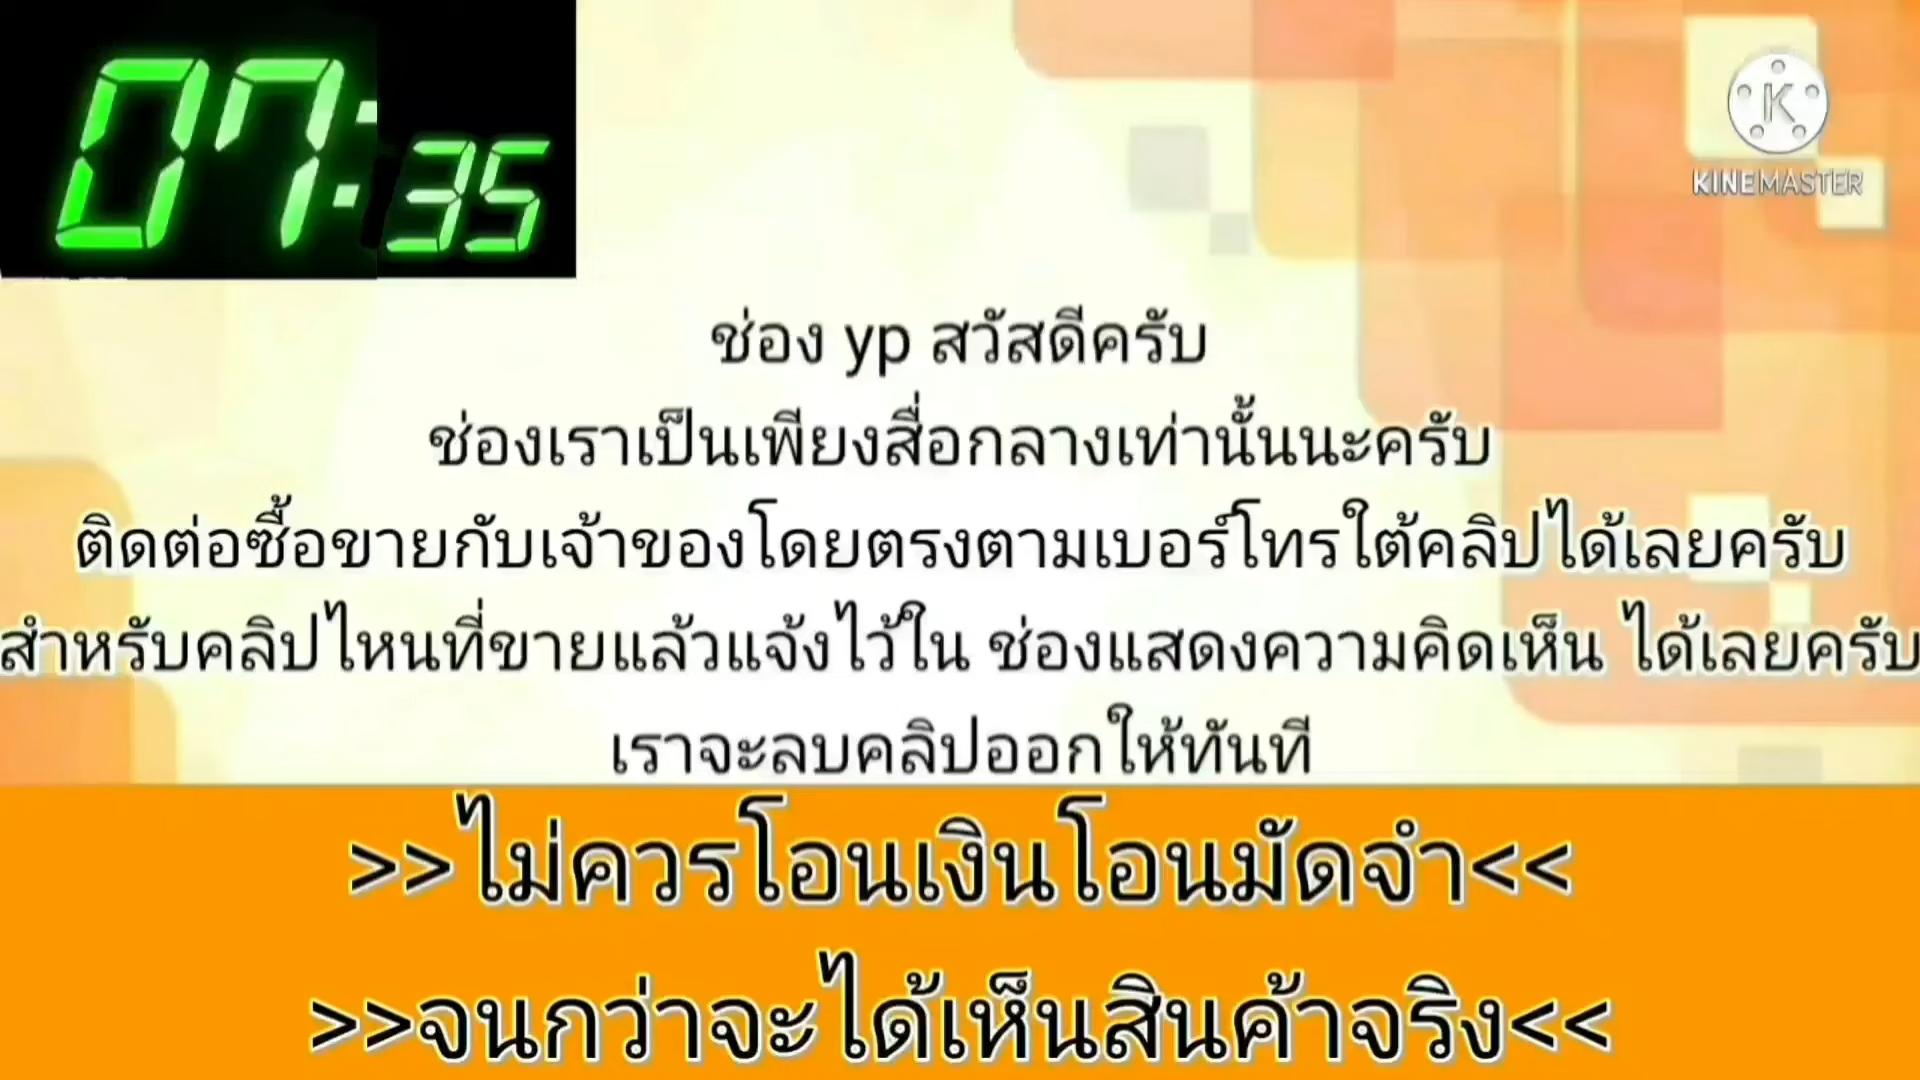 07:35
KINEMASTER
ช่อง yp สวัสดีครับ
ช่องเราเป็นเพียงสื่อกลางเท่านั้นนะครับ
ติดต่อซื้อขายกับเจ้าของโดยตรงตามเบอร์โทรใต้คลิปได้เลยครับ
สำหรับคลิปไหนที่ขายแล้วแจ้งไว้ใน ช่องแสดงความคิดเห็น ได้เลยครับ
เราจะลบคลิปออกให้ทันที
>>ไม่ควรโอนเงินโอนมัดจำ<<
>>จนกว่าจะได้เห็นสินค้าจริง<<